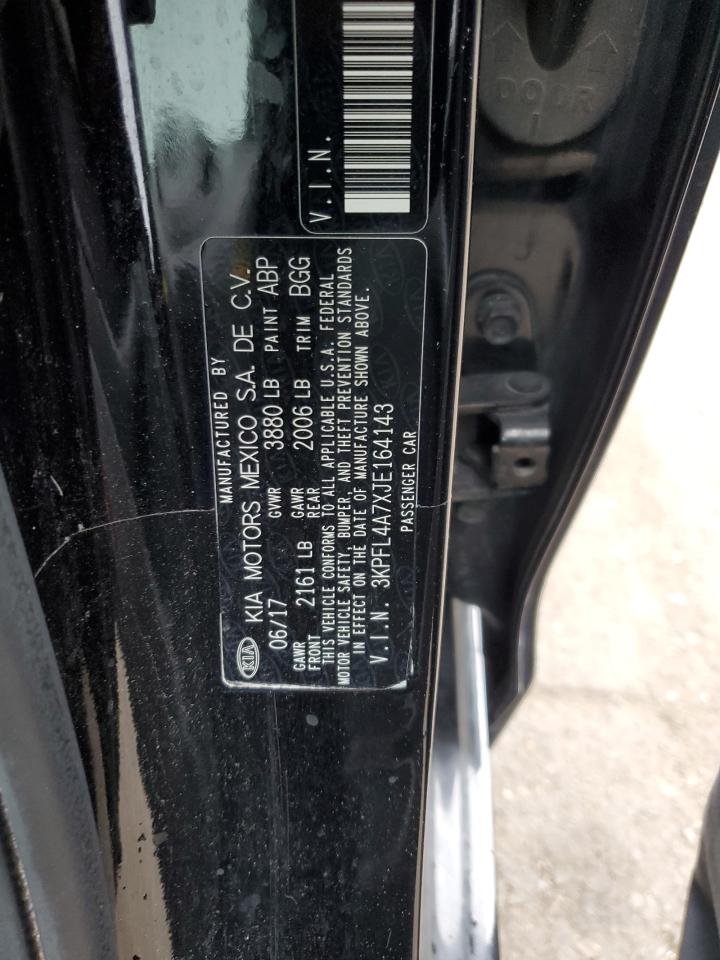 MANUFACTURED BY
KIA KIA MOTORS MEXICO S.A. DE C.V.
06/17 GVWR 3880 LB PAINT ABP
GAWR FRONT 2161 LB GAWR REAR 2006 LB TRIM BGG
THIS VEHICLE CONFORMS TO ALL APPLICABLE U.S.A. FEDERAL
MOTOR VEHICLE SAFETY, BUMPER, AND THEFT PREVENTION STANDARDS
IN EFFECT ON THE DATE OF MANUFACTURE SHOWN ABOVE.
V.I.N. 3KPFL4A7XJE164143
PASSENGER CAR
V.I.N.
DOOR